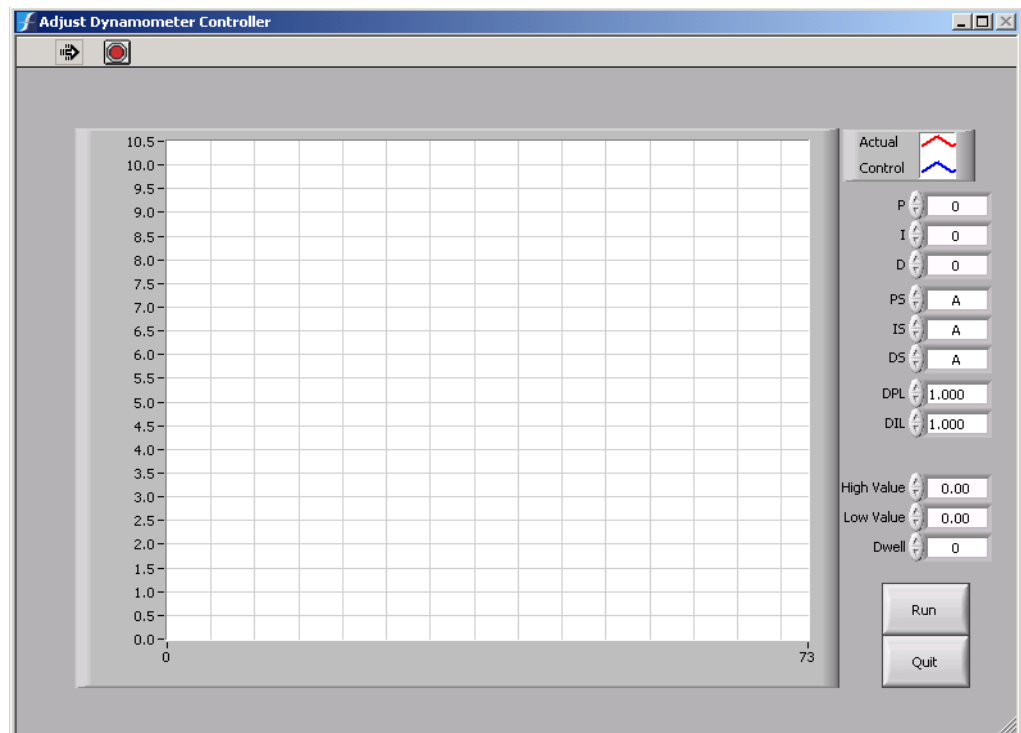 Adjust Dynamometer Controller
10.5
10.0
9.5
9.0
8.5
8.0
7.5
7.0
6.5
6.0
5.5
5.0
4.5
4.0
3.5
3.0
2.5
2.0
1.5
1.0
0.5
0.0
0 73
Actual
Control
P 0
I 0
D 0
PS A
IS A
DS A
DPL 1.000
DIL 1.000
High Value 0.00
Low Value 0.00
Dwell 0
Run
Quit